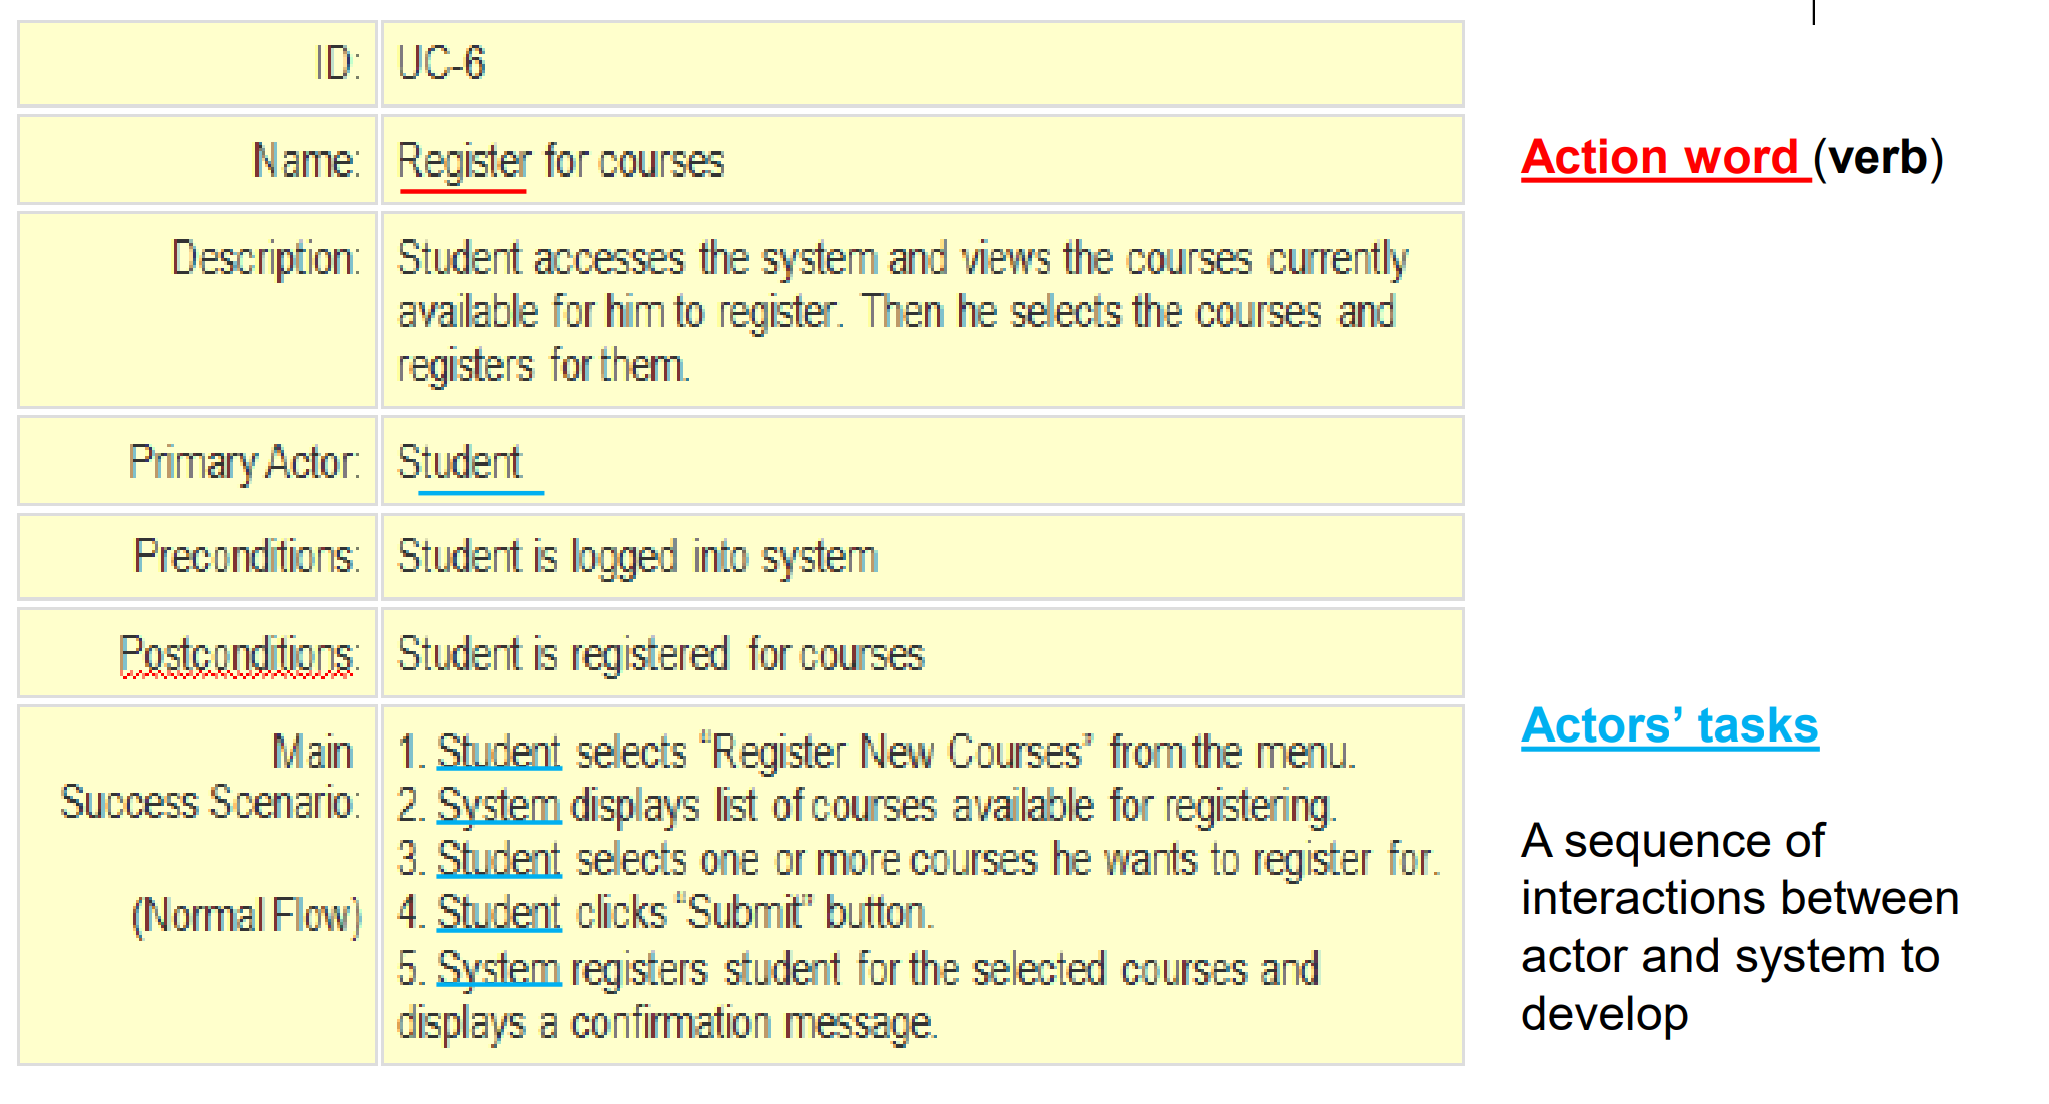 ID: UC-6
Name: Register for courses
Action word (verb)
Description: Student accesses the system and views the courses currently
available for him to register. Then he selects the courses and
registers for them.
Primary Actor: Student
Preconditions: Student is logged into system
Postconditions: Student is registered for courses
Main
Success Scenario:
(Normal Flow)
1. Student selects “Register New Courses” from the menu.
2. System displays list of courses available for registering.
3. Student selects one or more courses he wants to register for.
4. Student clicks “Submit” button.
5. System registers student for the selected courses and
displays a confirmation message.
Actors’ tasks
A sequence of
interactions between
actor and system to
develop